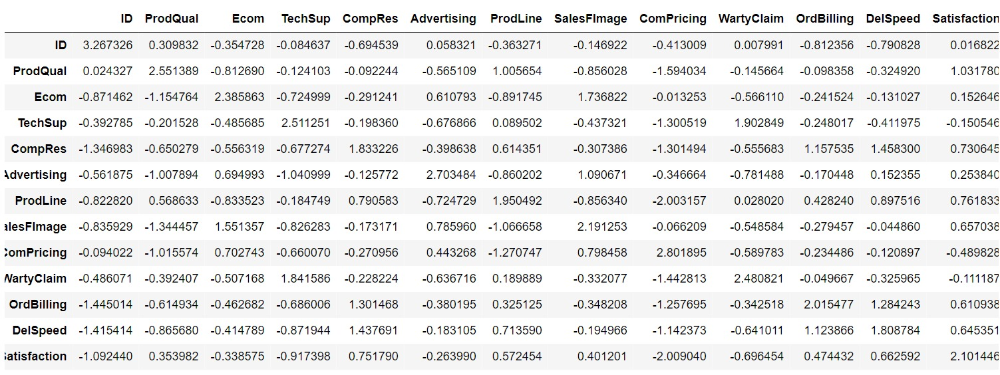 ID ProdQual Ecom TechSup CompRes Advertising ProdLine SalesFImage ComPricing WartyClaim OrdBilling DelSpeed Satisfaction
ID 3.267326 0.309832 -0.354728 -0.084637 -0.694539 0.058321 -0.363271 -0.146922 -0.413009 0.007991 -0.812356 -0.790828 0.016822
ProdQual 0.024327 2.551389 -0.812690 -0.124103 -0.092244 -0.565109 1.005654 -0.856028 -1.594034 -0.145664 -0.098358 -0.324920 1.031780
Ecom -0.871462 -1.154764 2.385863 -0.724999 -0.291241 0.610793 -0.891745 1.736822 -0.013253 -0.566110 -0.241524 -0.131027 0.152646
TechSup -0.392785 -0.201528 -0.485685 2.511251 -0.198360 -0.676866 0.089502 -0.437321 -1.300519 1.902849 -0.248017 -0.411975 -0.150546
CompRes -1.346983 -0.650279 -0.556319 -0.677274 1.833226 -0.398638 0.614351 -0.307386 -1.301494 -0.555683 1.157535 1.458300 0.730645
Advertising -0.561875 -1.007894 0.694993 -1.040999 -0.125772 2.703484 -0.860202 1.090671 -0.346664 -0.781488 -0.170448 0.152355 0.253840
ProdLine -0.822820 0.568633 -0.833523 -0.184749 0.790583 -0.724729 1.950492 -0.856340 -2.003157 0.028020 0.428240 0.897516 0.761833
alesFImage -0.835929 -1.344457 1.551357 -0.826283 -0.173171 0.785960 -1.066658 2.191253 -0.066209 -0.548584 -0.279457 -0.044860 0.657038
ComPricing -0.094022 -1.015574 0.702743 -0.660070 -0.270956 0.443268 -1.270747 0.798458 2.801895 -0.589783 -0.234486 -0.120897 -0.489828
WartyClaim -0.486071 -0.392407 -0.507168 1.841586 -0.228224 -0.636716 0.189889 -0.332077 -1.442813 2.480821 -0.049667 -0.325965 -0.111187
OrdBilling -1.445014 -0.614934 -0.462682 -0.686006 1.301468 -0.380195 0.325125 -0.348208 -1.257695 -0.342518 2.015477 1.284243 0.610938
DelSpeed -1.415414 -0.865680 -0.414789 -0.871944 1.437691 -0.183105 0.713590 -0.194966 -1.142373 -0.641011 1.123866 1.808784 0.645351
Satisfaction -1.092440 0.353982 -0.338575 -0.917398 0.751790 -0.263990 0.572454 0.401201 -2.009040 -0.696454 0.474432 0.662592 2.101446